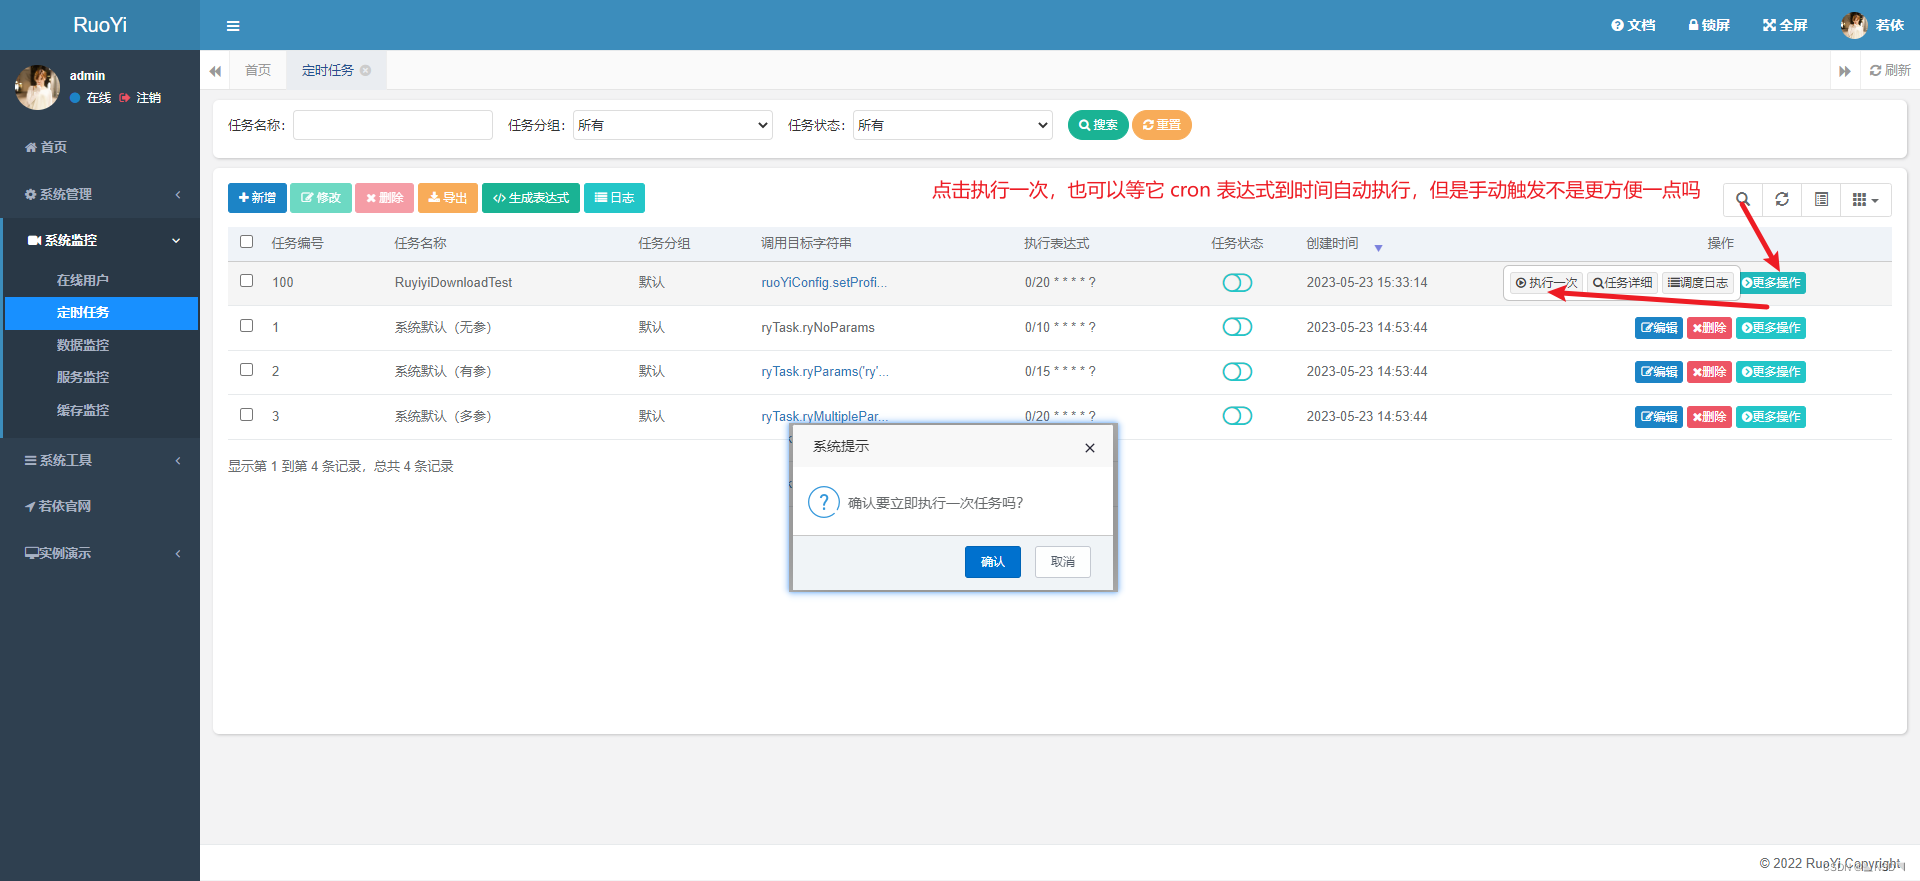 RuoYi
文档
锁屏
全屏
若依
admin
在线
注销
首页
定时任务
刷新
首页
系统管理
系统监控
在线用户
定时任务
数据监控
服务监控
缓存监控
系统工具
若依官网
实例演示
任务名称：
任务分组：
所有
任务状态：
所有
搜索
重置
新增
修改
删除
导出
生成表达式
日志
点击执行一次，也可以等它 cron 表达式到时间自动执行，但是手动触发不是更方便一点吗
任务编号 任务名称 任务分组 调用目标字符串 执行表达式 任务状态 创建时间 操作
100 RuyiyiDownloadTest 默认 ruoYiConfig.setProfi... 0/20 * * * * ? 2023-05-23 15:33:14 执行一次 任务详细 调度日志 更多操作
1 系统默认（无参） 默认 ryTask.ryNoParams 0/10 * * * * ? 2023-05-23 14:53:44 编辑 删除 更多操作
2 系统默认（有参） 默认 ryTask.ryParams('ry'... 0/15 * * * * ? 2023-05-23 14:53:44 编辑 删除 更多操作
3 系统默认（多参） 默认 ryTask.ryMultiplePar... 0/20 * * * * ? 2023-05-23 14:53:44 编辑 删除 更多操作
显示第 1 到第 4 条记录，总共 4 条记录
系统提示
确认要立即执行一次任务吗？
确认
取消
© 2022 RuoYi Copyright